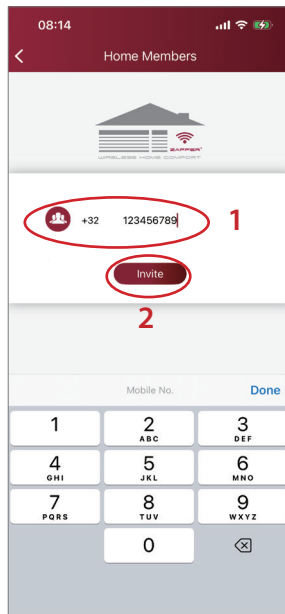 08:14
Home Members
ZAPPER
WIRELESS HOME COMFORT
+32 123456789 1
Invite
2
Mobile No. Done
1 2 3
ABC DEF
4 5 6
GHI JKL MNO
7 8 9
PQRS TUV WXYZ
0